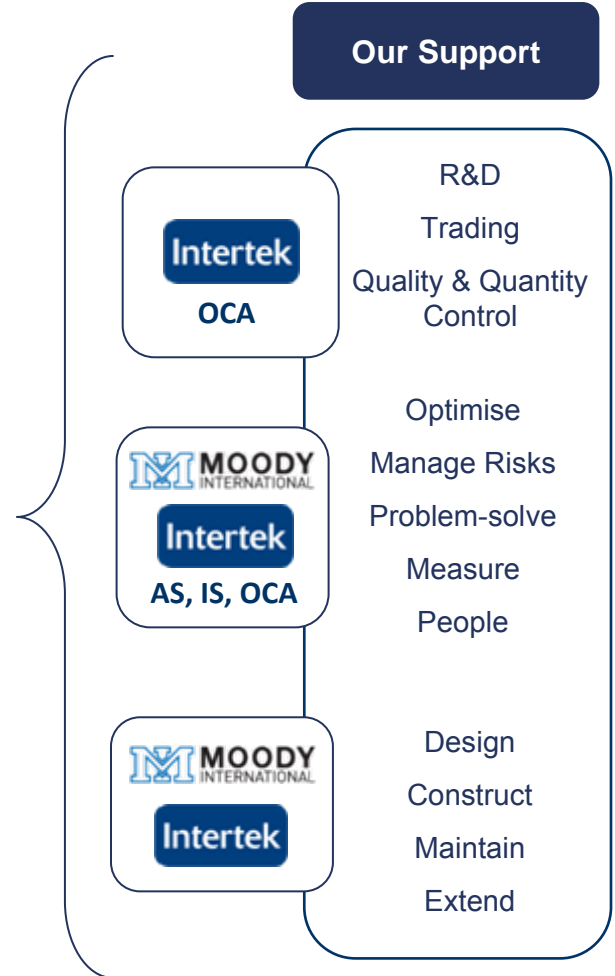 Our Support
Intertek
OCA
R&D
Trading
Quality & Quantity
Control
MOODY
INTERNATIONAL
Intertek
AS, IS, OCA
Optimise
Manage Risks
Problem-solve
Measure
People
MOODY
INTERNATIONAL
Intertek
Design
Construct
Maintain
Extend